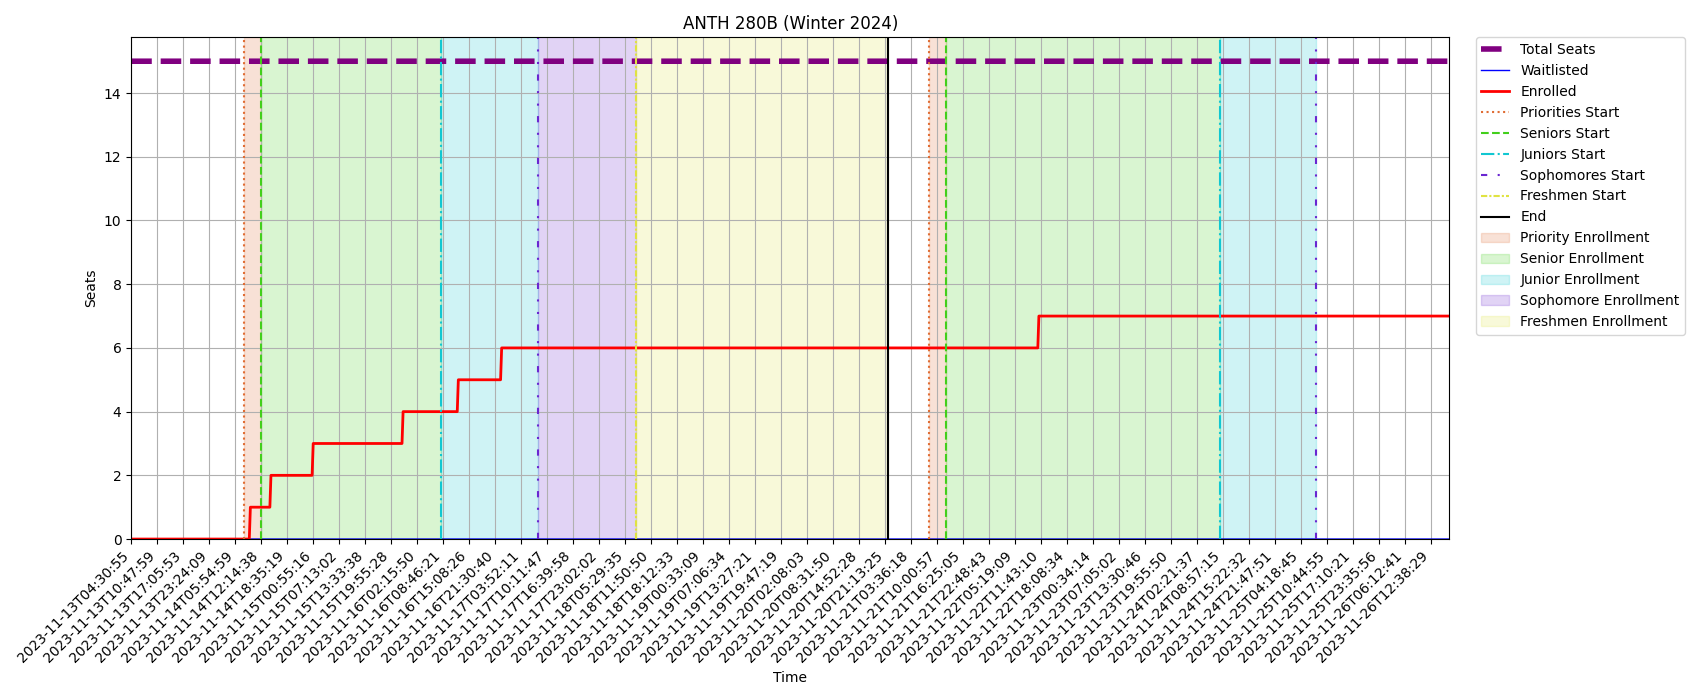 ANTH 280B (Winter 2024)
Seats
14
12
10
8
6
4
2
0
2023-11-13T04:30:55
2023-11-13T10:47:59
2023-11-13T17:05:53
2023-11-13T23:24:09
2023-11-14T05:54:59
2023-11-14T12:14:38
2023-11-14T18:35:19
2023-11-15T00:55:16
2023-11-15T07:13:02
2023-11-15T13:33:38
2023-11-15T19:55:28
2023-11-16T02:15:50
2023-11-16T08:46:21
2023-11-16T15:08:26
2023-11-16T21:30:40
2023-11-17T03:52:11
2023-11-17T10:11:47
2023-11-17T16:39:58
2023-11-17T23:02:02
2023-11-18T05:29:35
2023-11-18T11:50:50
2023-11-18T18:12:33
2023-11-19T00:33:09
2023-11-19T07:06:34
2023-11-19T13:27:21
2023-11-19T19:47:19
2023-11-20T02:08:03
2023-11-20T08:31:50
2023-11-20T14:52:28
2023-11-20T21:13:25
2023-11-21T03:36:18
2023-11-21T10:00:57
2023-11-21T16:25:05
2023-11-21T22:48:43
2023-11-22T05:19:09
2023-11-22T11:43:10
2023-11-22T18:08:34
2023-11-23T00:34:14
2023-11-23T07:05:02
2023-11-23T13:30:46
2023-11-23T19:55:50
2023-11-24T02:21:37
2023-11-24T08:57:15
2023-11-24T15:22:32
2023-11-24T21:47:51
2023-11-25T04:18:45
2023-11-25T10:44:55
2023-11-25T17:10:21
2023-11-25T23:35:56
2023-11-26T06:12:41
2023-11-26T12:38:29
Time
Total Seats
Waitlisted
Enrolled
Priorities Start
Seniors Start
Juniors Start
Sophomores Start
Freshmen Start
End
Priority Enrollment
Senior Enrollment
Junior Enrollment
Sophomore Enrollment
Freshmen Enrollment